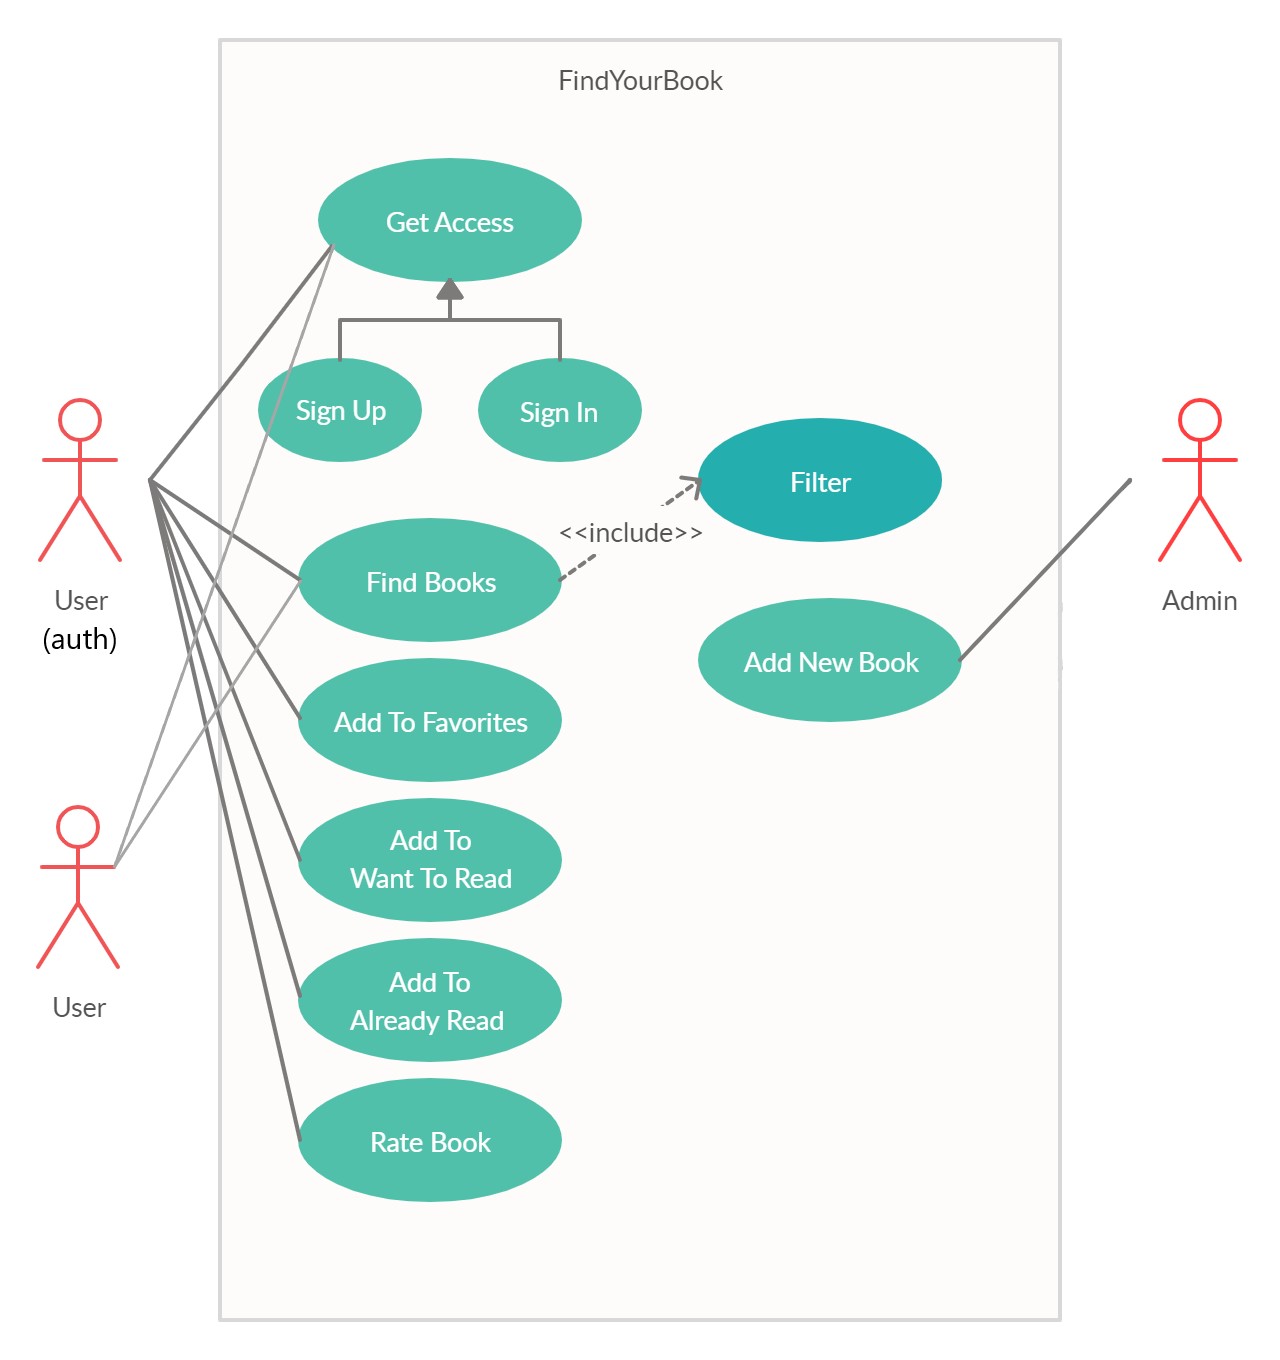 FindYourBook
Get Access
Sign Up
Sign In
Filter
<<include>>
Find Books
User
(auth)
Admin
Add New Book
Add To Favorites
Add To
Want To Read
Add To
Already Read
User
Rate Book